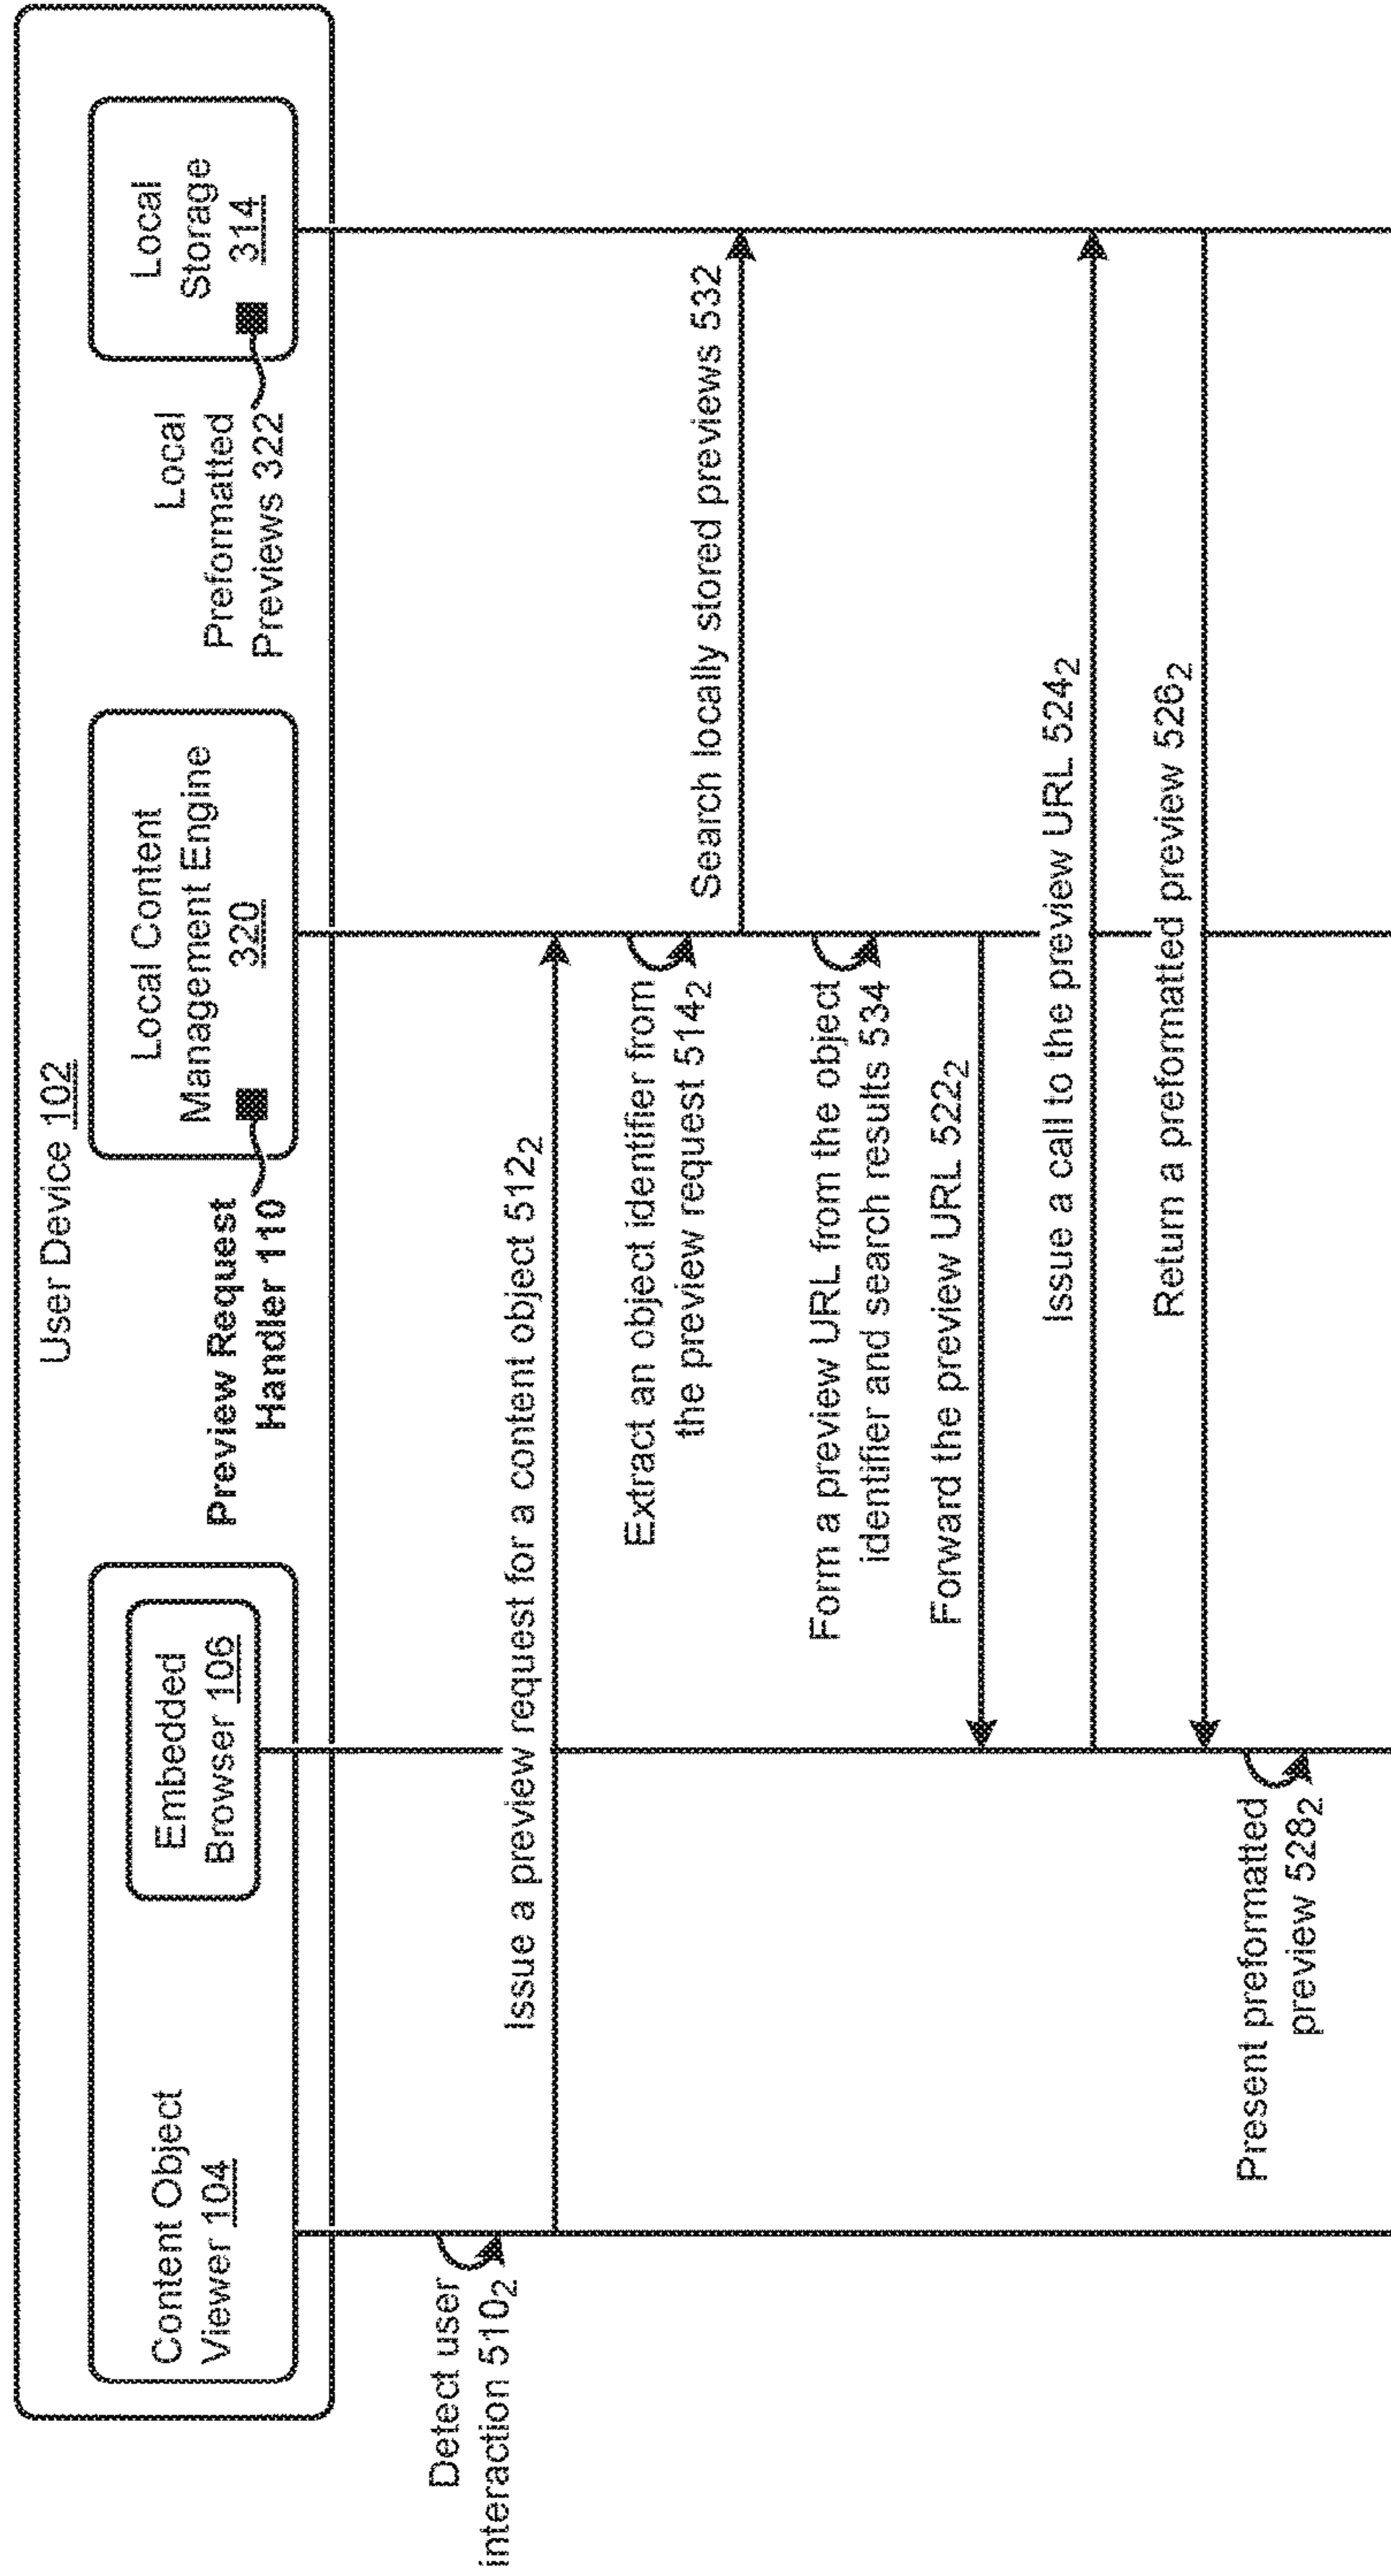 User Device 102
Content Object
Viewer 104
Embedded
Browser 106
Preview Request
Handler 110
Local Content
Management Engine
320
Local
Preformatted
Previews 322
Local
Storage
314
Detect user
interaction 510₂
Issue a preview request for a content object 512₂
Extract an object identifier from
the preview request 514₂
Search locally stored previews 532
Form a preview URL from the object
identifier and search results 534
Forward the preview URL 522₂
Issue a call to the preview URL 524₂
Return a preformatted preview 526₂
Present preformatted
preview 528₂